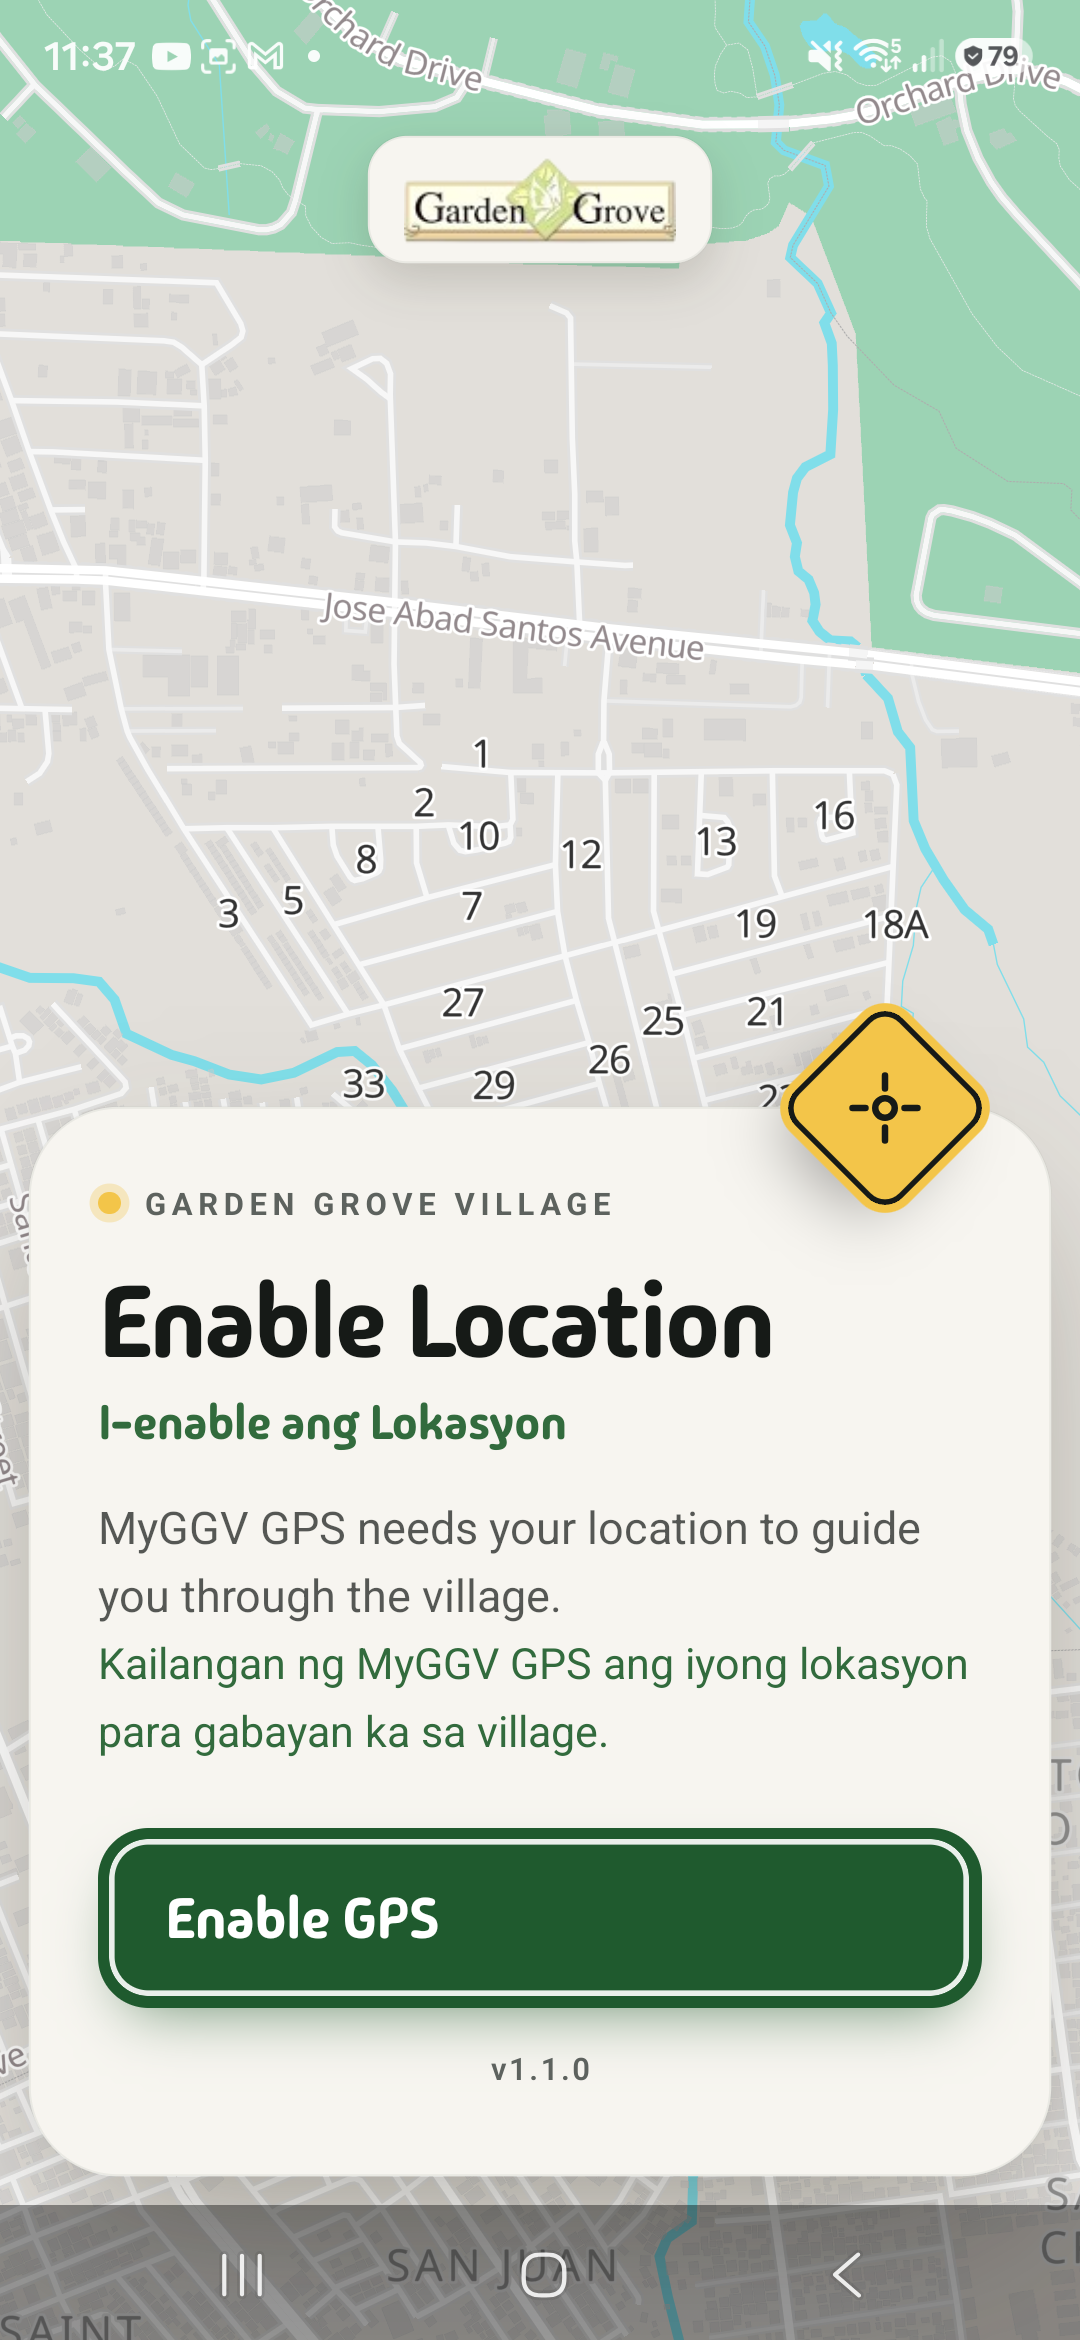 11:37
5
79
Orchard Drive
Orchard Drive
Garden Grove
Jose Abad Santos Avenue
1
2
10
8
12
13
16
3
5
7
19
18A
27
25
21
26
33
29
GARDEN GROVE VILLAGE
Enable Location
I-enable ang Lokasyon
MyGGV GPS needs your location to guide
you through the village.
Kailangan ng MyGGV GPS ang iyong lokasyon
para gabayan ka sa village.
Enable GPS
v1.1.0
SAN JUAN
SAINT